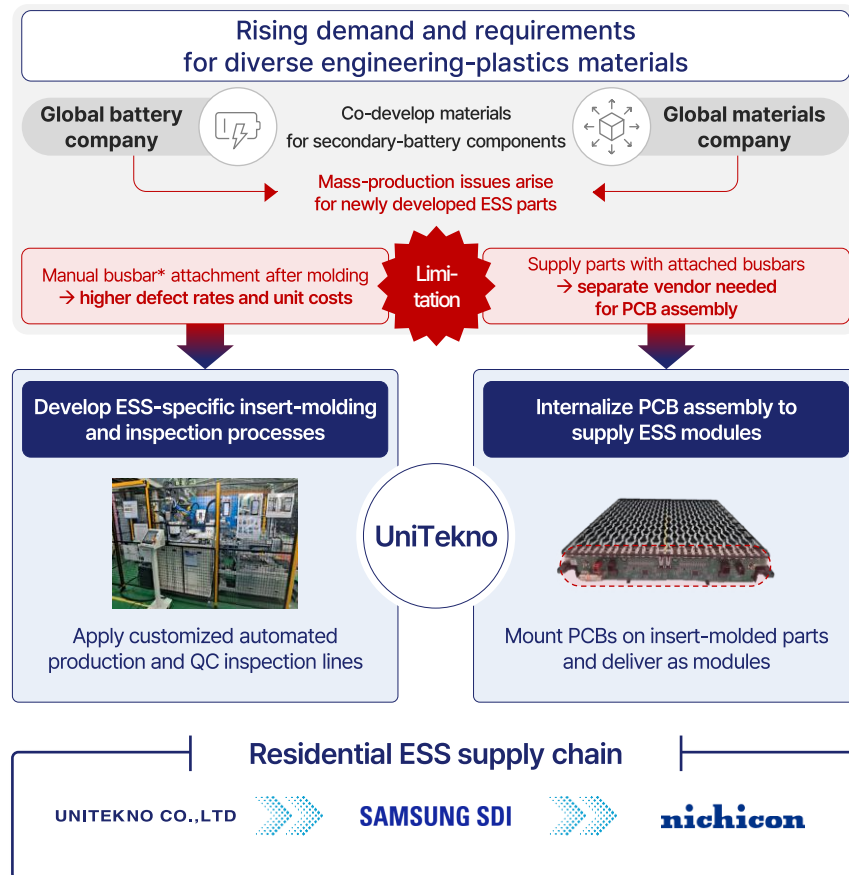 Rising demand and requirements
for diverse engineering-plastics materials
Global battery
company
Co-develop materials
for secondary-battery components
Global materials
company
Mass-production issues arise
for newly developed ESS parts
Manual busbar* attachment after molding
→ higher defect rates and unit costs
Limi-
tation
Supply parts with attached busbars
→ separate vendor needed
for PCB assembly
Develop ESS-specific insert-molding
and inspection processes
Internalize PCB assembly to
supply ESS modules
UniTekno
Apply customized automated
production and QC inspection lines
Mount PCBs on insert-molded parts
and deliver as modules
Residential ESS supply chain
UNITEKNO CO.,LTD
SAMSUNG SDI
nichicon